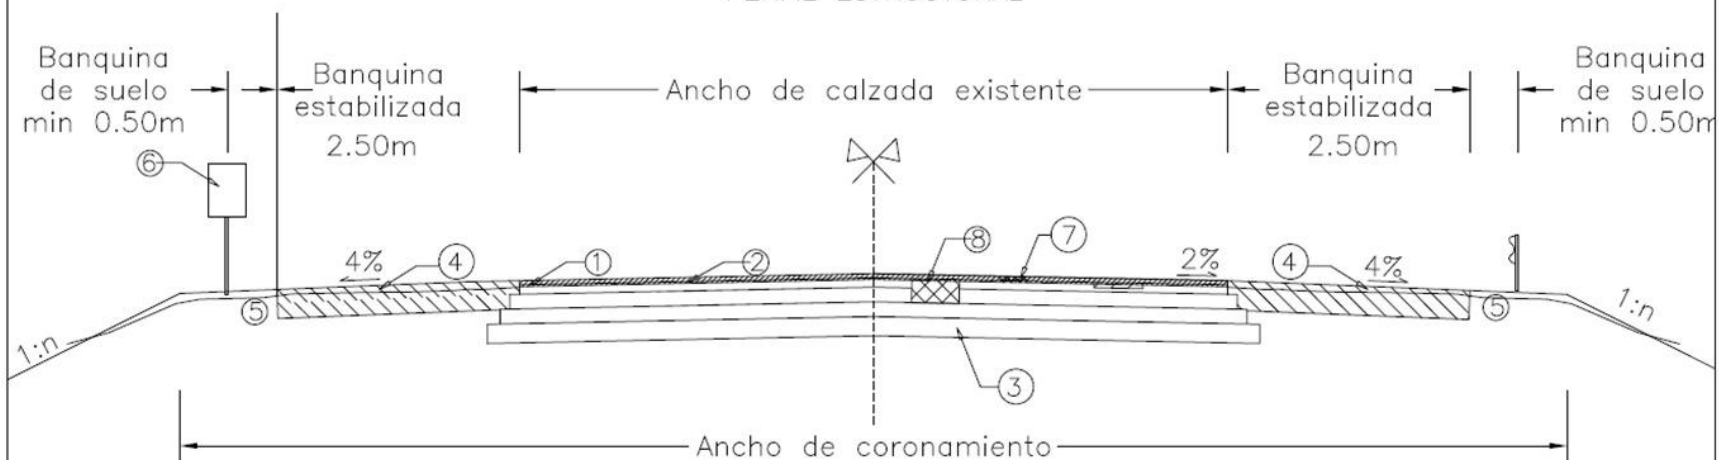 Banquina
de suelo
min 0.50m
Banquina
estabilizada
2.50m
Ancho de calzada existente
Banquina
estabilizada
2.50m
Banquina
de suelo
min 0.50m
6
4%
4
1
2
8
7
2%
4
4%
5
5
1:n
1:n
3
Ancho de coronamiento